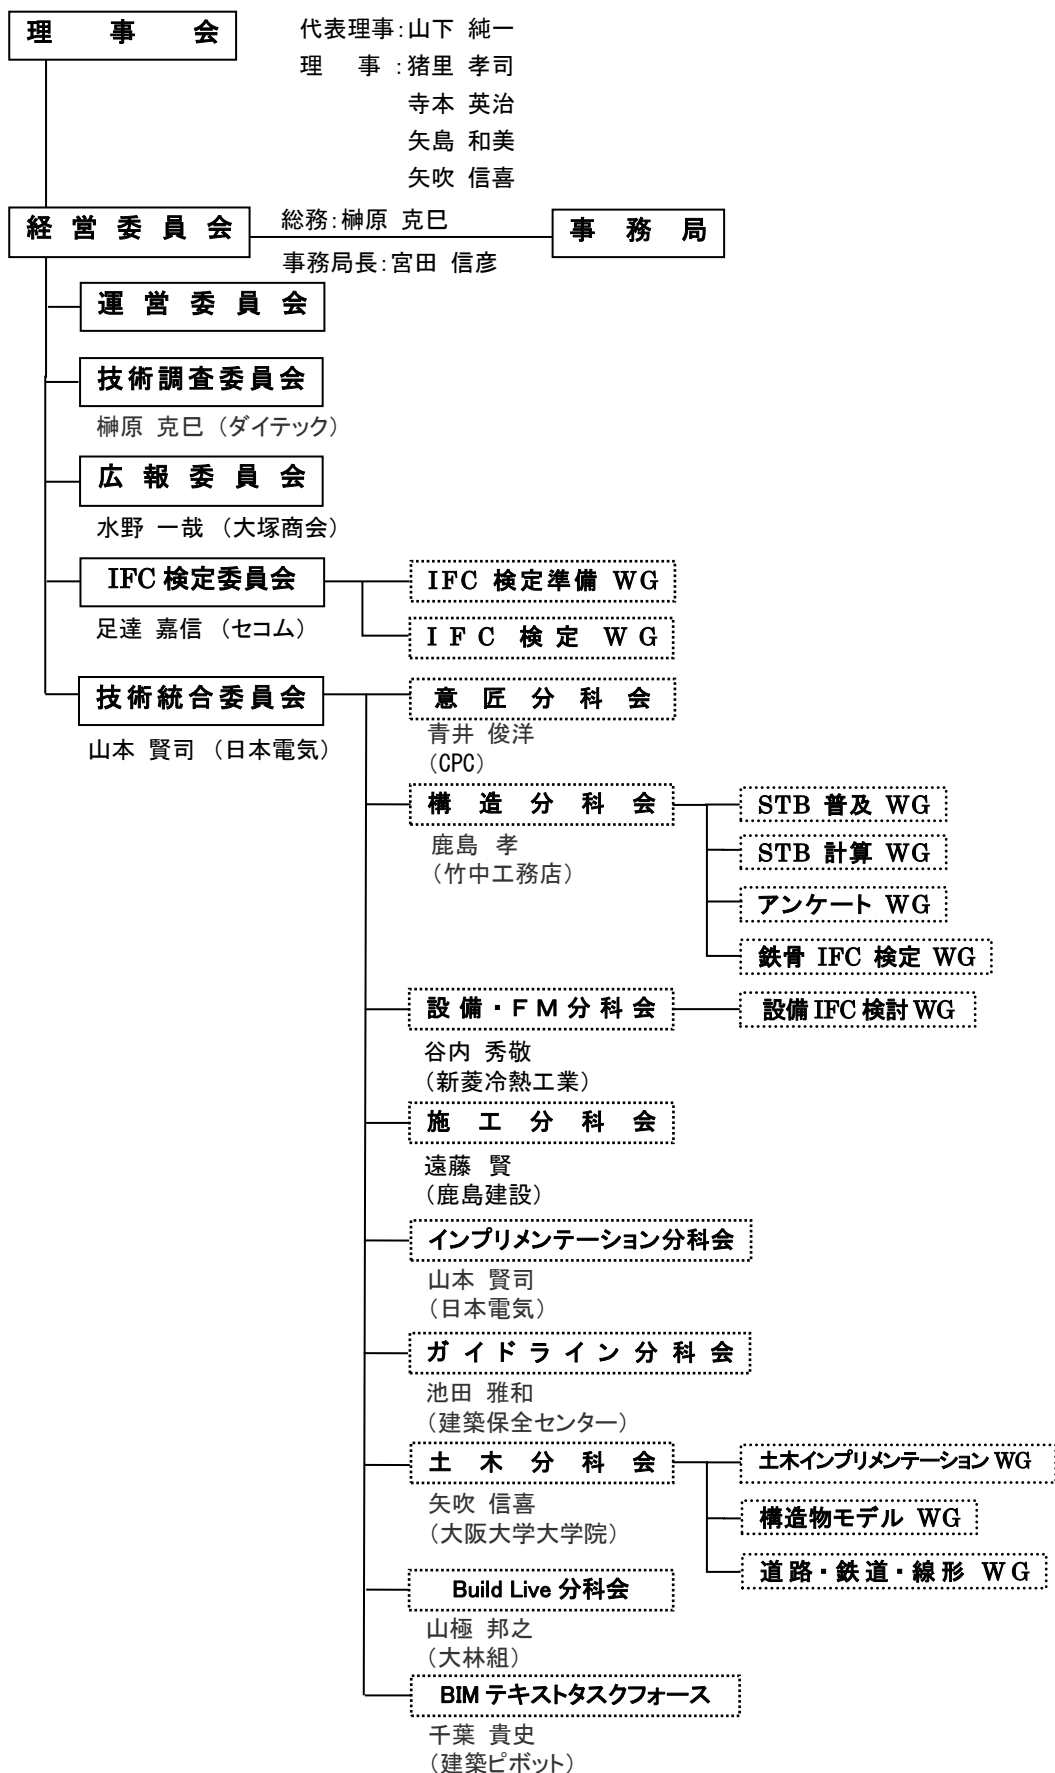 理事会
代表理事：山下 純一
理　事：猪里 孝司
寺本 英治
矢島 和美
矢吹 信喜
経営委員会
総務：榊原 克巳
事務局長：宮田 信彦
事務局
運営委員会
技術調査委員会
榊原 克巳（ダイテック）
広報委員会
水野 一哉（大塚商会）
IFC 検定委員会
足達 嘉信（セコム）
IFC 検定準備 WG
IFC 検定 WG
技術統合委員会
山本 賢司（日本電気）
意匠分科会
青井 俊洋
(CPC)
構造分科会
鹿島 孝
（竹中工務店）
STB 普及 WG
STB 計算 WG
アンケート WG
鉄骨 IFC 検定 WG
設備・FM分科会
谷内 秀敬
(新菱冷熱工業)
設備 IFC 検討 WG
施工分科会
遠藤 賢
(鹿島建設)
インプリメンテーション分科会
山本 賢司
（日本電気）
ガイドライン分科会
池田 雅和
(建築保全センター)
土木分科会
矢吹 信喜
(大阪大学大学院)
土木インプリメンテーション WG
構造物モデル WG
道路・鉄道・線形 WG
Build Live 分科会
山極 邦之
(大林組)
BIM テキストタスクフォース
千葉 貴史
(建築ピボット)